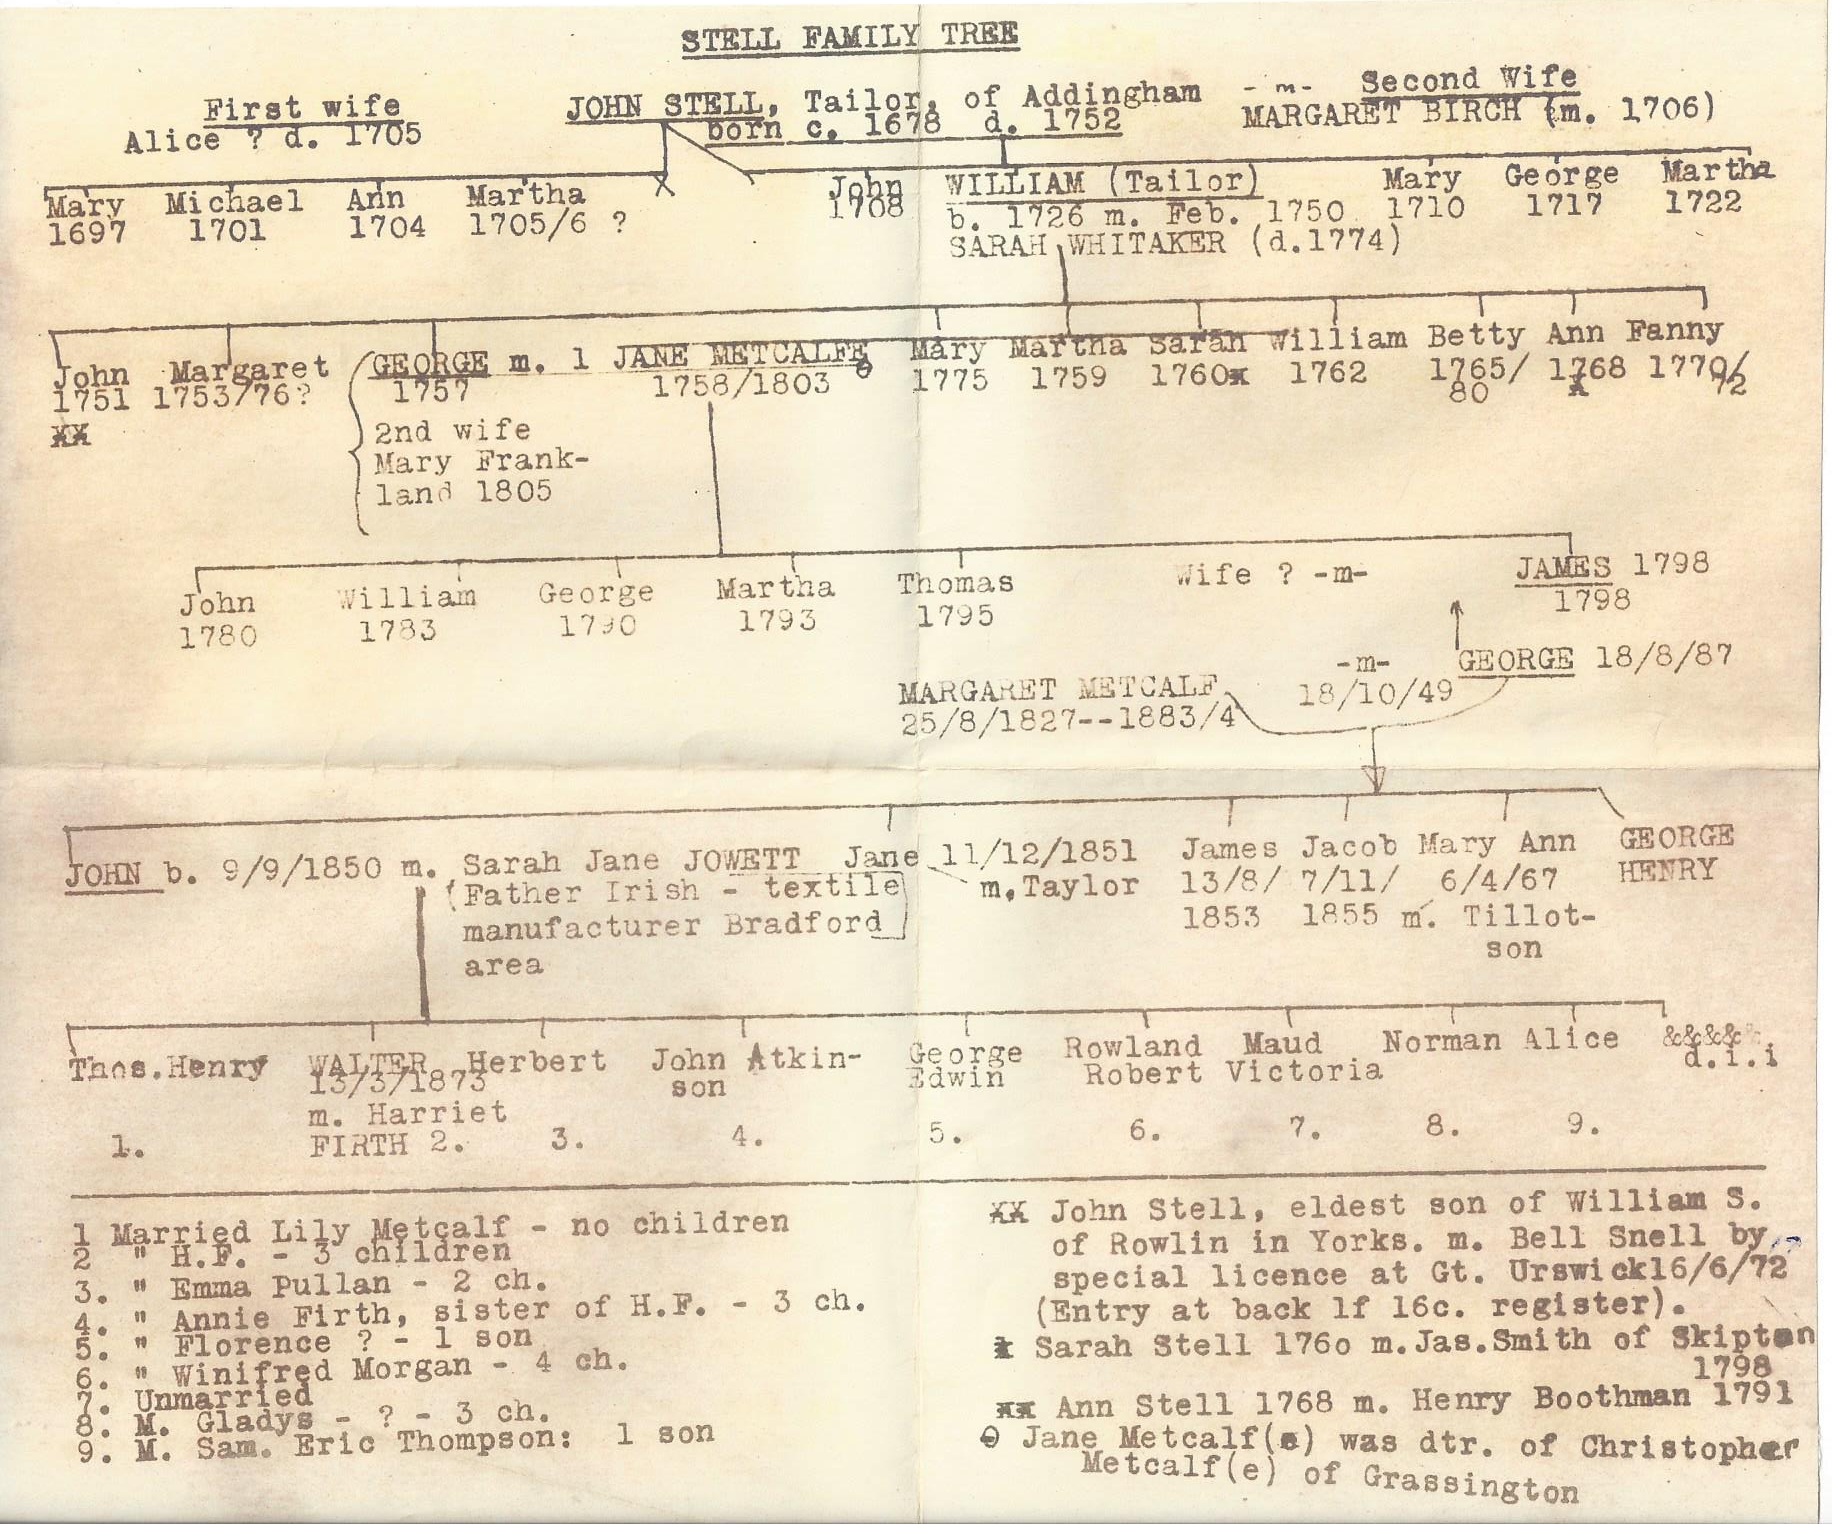 STELL FAMILY TREE
First wife
Alice ? d. 1705
JOHN STELL, Tailor, of Addingham
born c. 1678 d. 1752
-m- Second Wife
MARGARET BIRCH (m. 1706)
Mary Michael Ann Martha
1697 1701 1704 1705/6 ?
X
John
1708
WILLIAM (Tailor)
b. 1726 m. Feb. 1750
SARAH WHITAKER (d.1774)
Mary George Martha
1710 1717 1722
John
1751
XX
Margaret
1753/76?
GEORGE m. 1 JANE METCALFE
1757 1758/1803 θ
2nd wife
Mary Frank-
land 1805
Mary Martha Sarah William Betty Ann Fanny
1775 1759 1760x 1762 1765/ 1768 1770/
80 x 72
John William George Martha Thomas
1780 1783 1790 1793 1795
Wife ? -m- JAMES 1798
1798
-m- GEORGE 18/8/87
MARGARET METCALF 18/10/49
25/8/1827--1883/4
JOHN b. 9/9/1850 m. Sarah Jane JOWETT
(Father Irish - textile
manufacturer Bradford
area
Jane 11/12/1851
m.Taylor
James
13/8/
1853
Jacob
7/11/
1855
Mary Ann
6/4/67
m. Tillot-
son
GEORGE
HENRY
Thos.Henry
1.
WALTER
13/3/1873
m. Harriet
FIRTH 2.
Herbert
3.
John Atkin-
son
4.
George
Edwin
5.
Rowland
Robert
6.
Maud
Victoria
7.
Norman
8.
Alice
9.
&&&&&
d.i.i
1 Married Lily Metcalf - no children
2 " H.F. - 3 children
3. " Emma Pullan - 2 ch.
4. " Annie Firth, sister of H.F. - 3 ch.
5. " Florence ? - 1 son
6. " Winifred Morgan - 4 ch.
7. Unmarried
8. M. Gladys - ? - 3 ch.
9. M. Sam. Eric Thompson: 1 son
XX John Stell, eldest son of William S.
of Rowlin in Yorks. m. Bell Snell by
special licence at Gt. Urswick16/6/72
(Entry at back lf 16c. register).
x Sarah Stell 176o m.Jas.Smith of Skipton
1798
xx Ann Stell 1768 m. Henry Boothman 1791
θ Jane Metcalf(e) was dtr. of Christopher
Metcalf(e) of Grassington